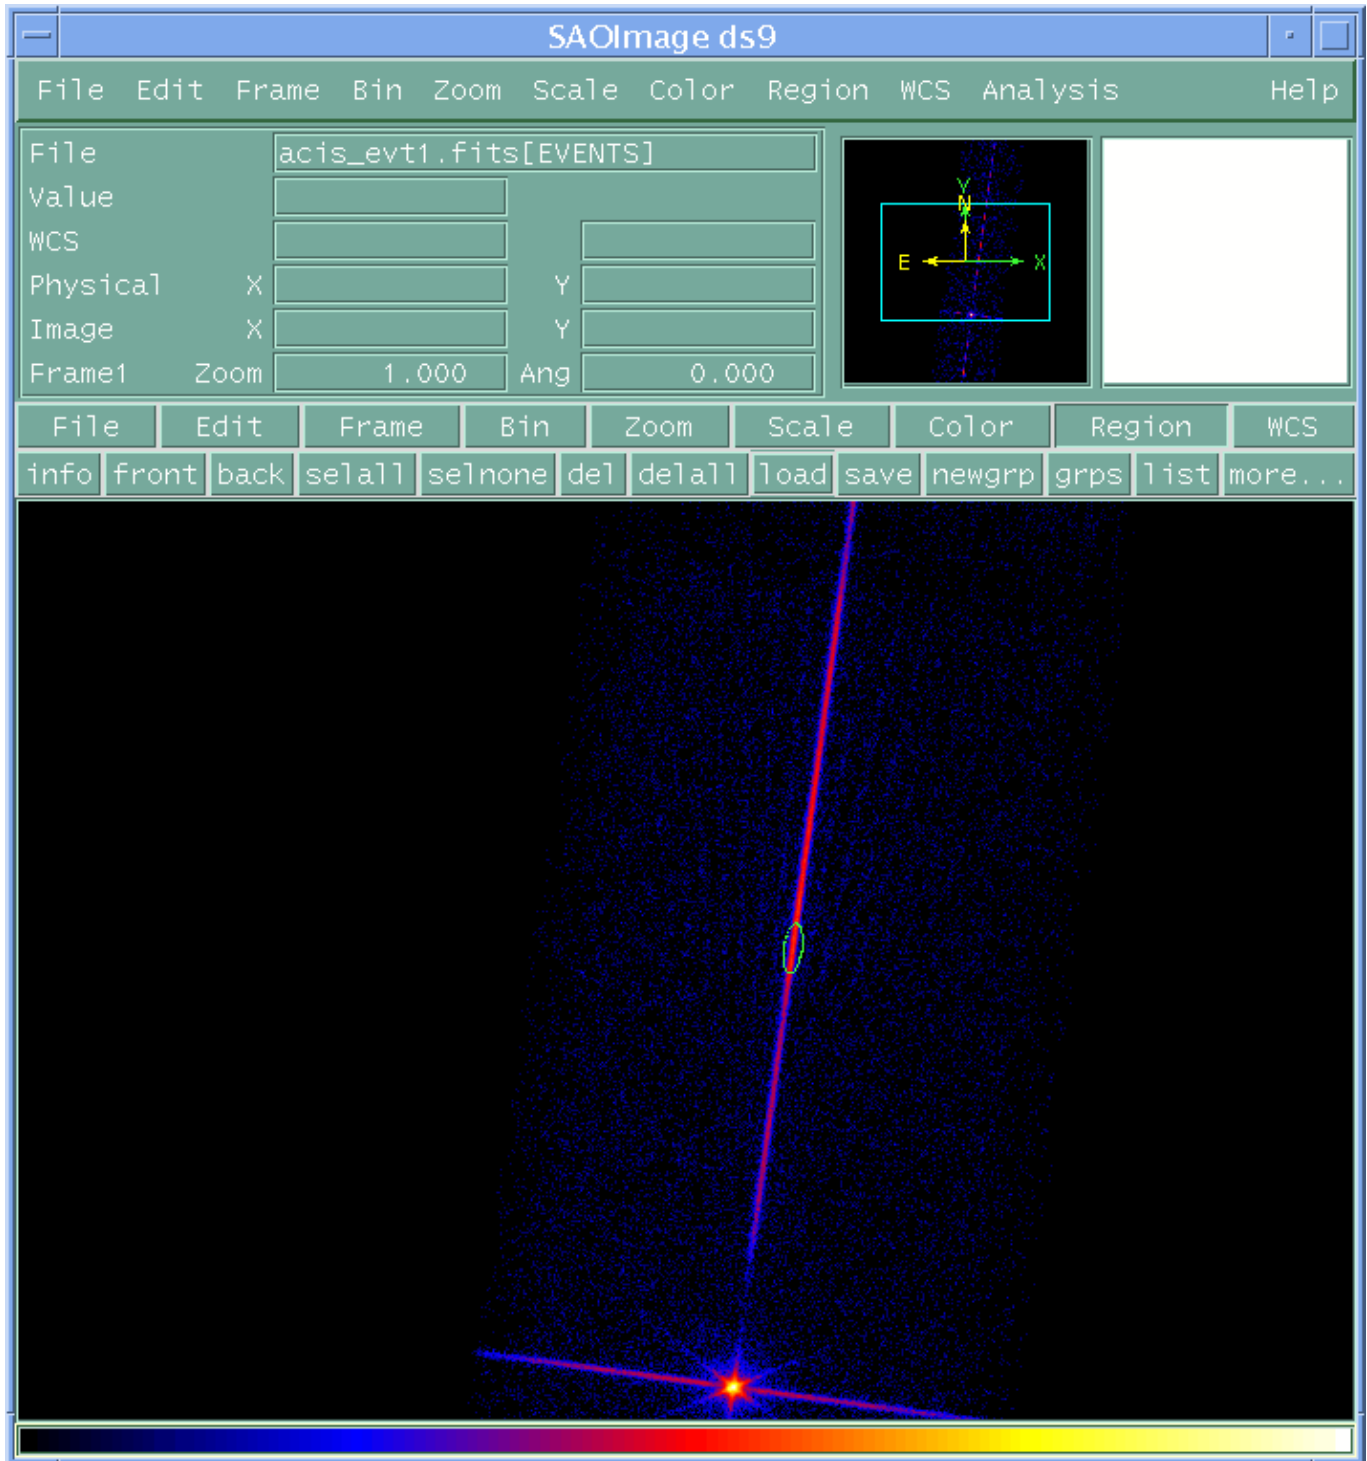 SAOImage ds9
File Edit Frame Bin Zoom Scale Color Region WCS Analysis Help
File acis_evt1.fits[EVENTS]
Value
WCS
Physical X Y
Image X Y
Frame1 Zoom 1.000 Ang 0.000
Y
N
E X
File Edit Frame Bin Zoom Scale Color Region WCS
info front back selall selnone del delall load save newgrp grps list more...